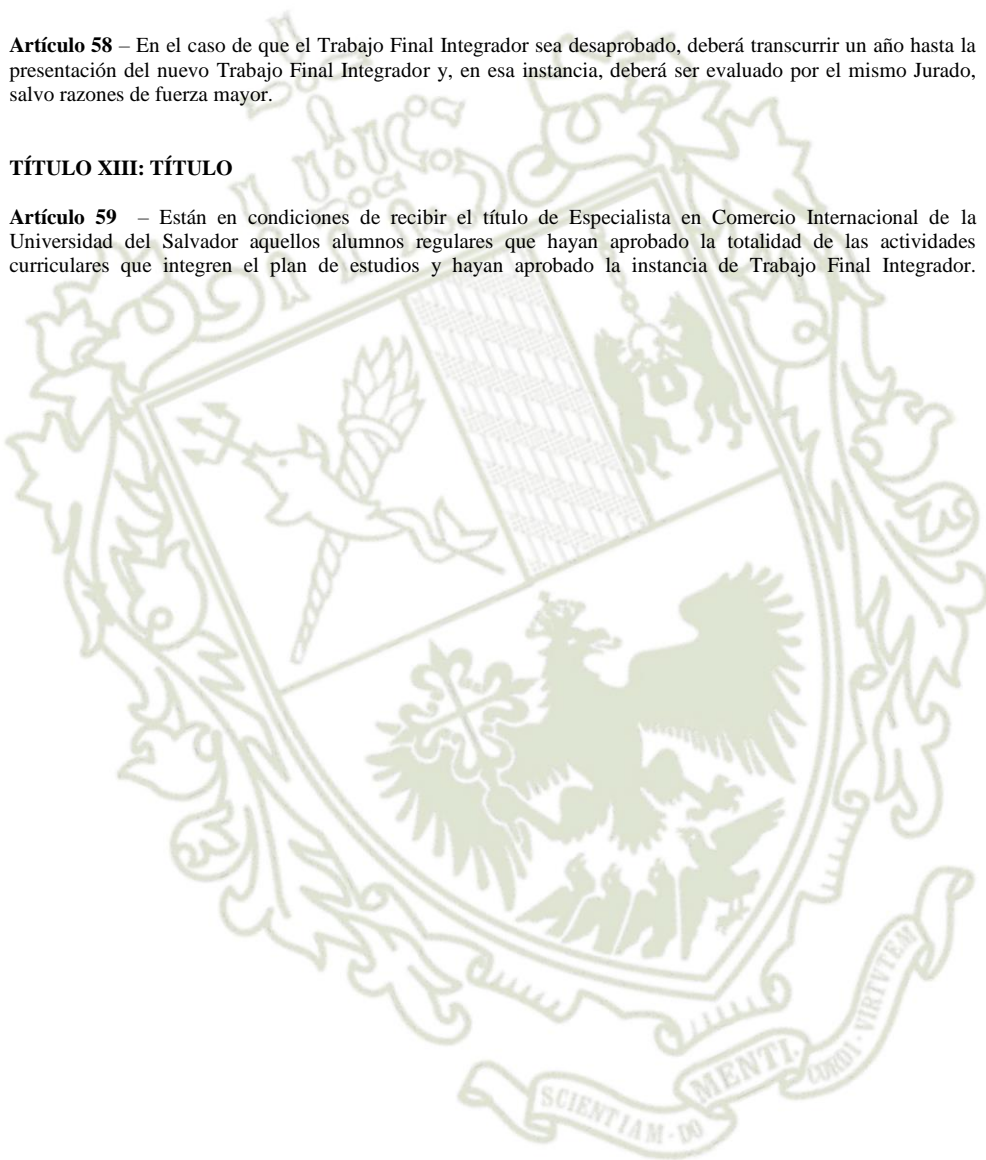 Artículo 58 – En el caso de que el Trabajo Final Integrador sea desaprobado, deberá transcurrir un año hasta la
presentación del nuevo Trabajo Final Integrador y, en esa instancia, deberá ser evaluado por el mismo Jurado,
salvo razones de fuerza mayor.
TÍTULO XIII: TÍTULO
Artículo 59 – Están en condiciones de recibir el título de Especialista en Comercio Internacional de la
Universidad del Salvador aquellos alumnos regulares que hayan aprobado la totalidad de las actividades
curriculares que integren el plan de estudios y hayan aprobado la instancia de Trabajo Final Integrador.
SCIENTIAM - DO MENTI - CORDI - VIRTVTEM